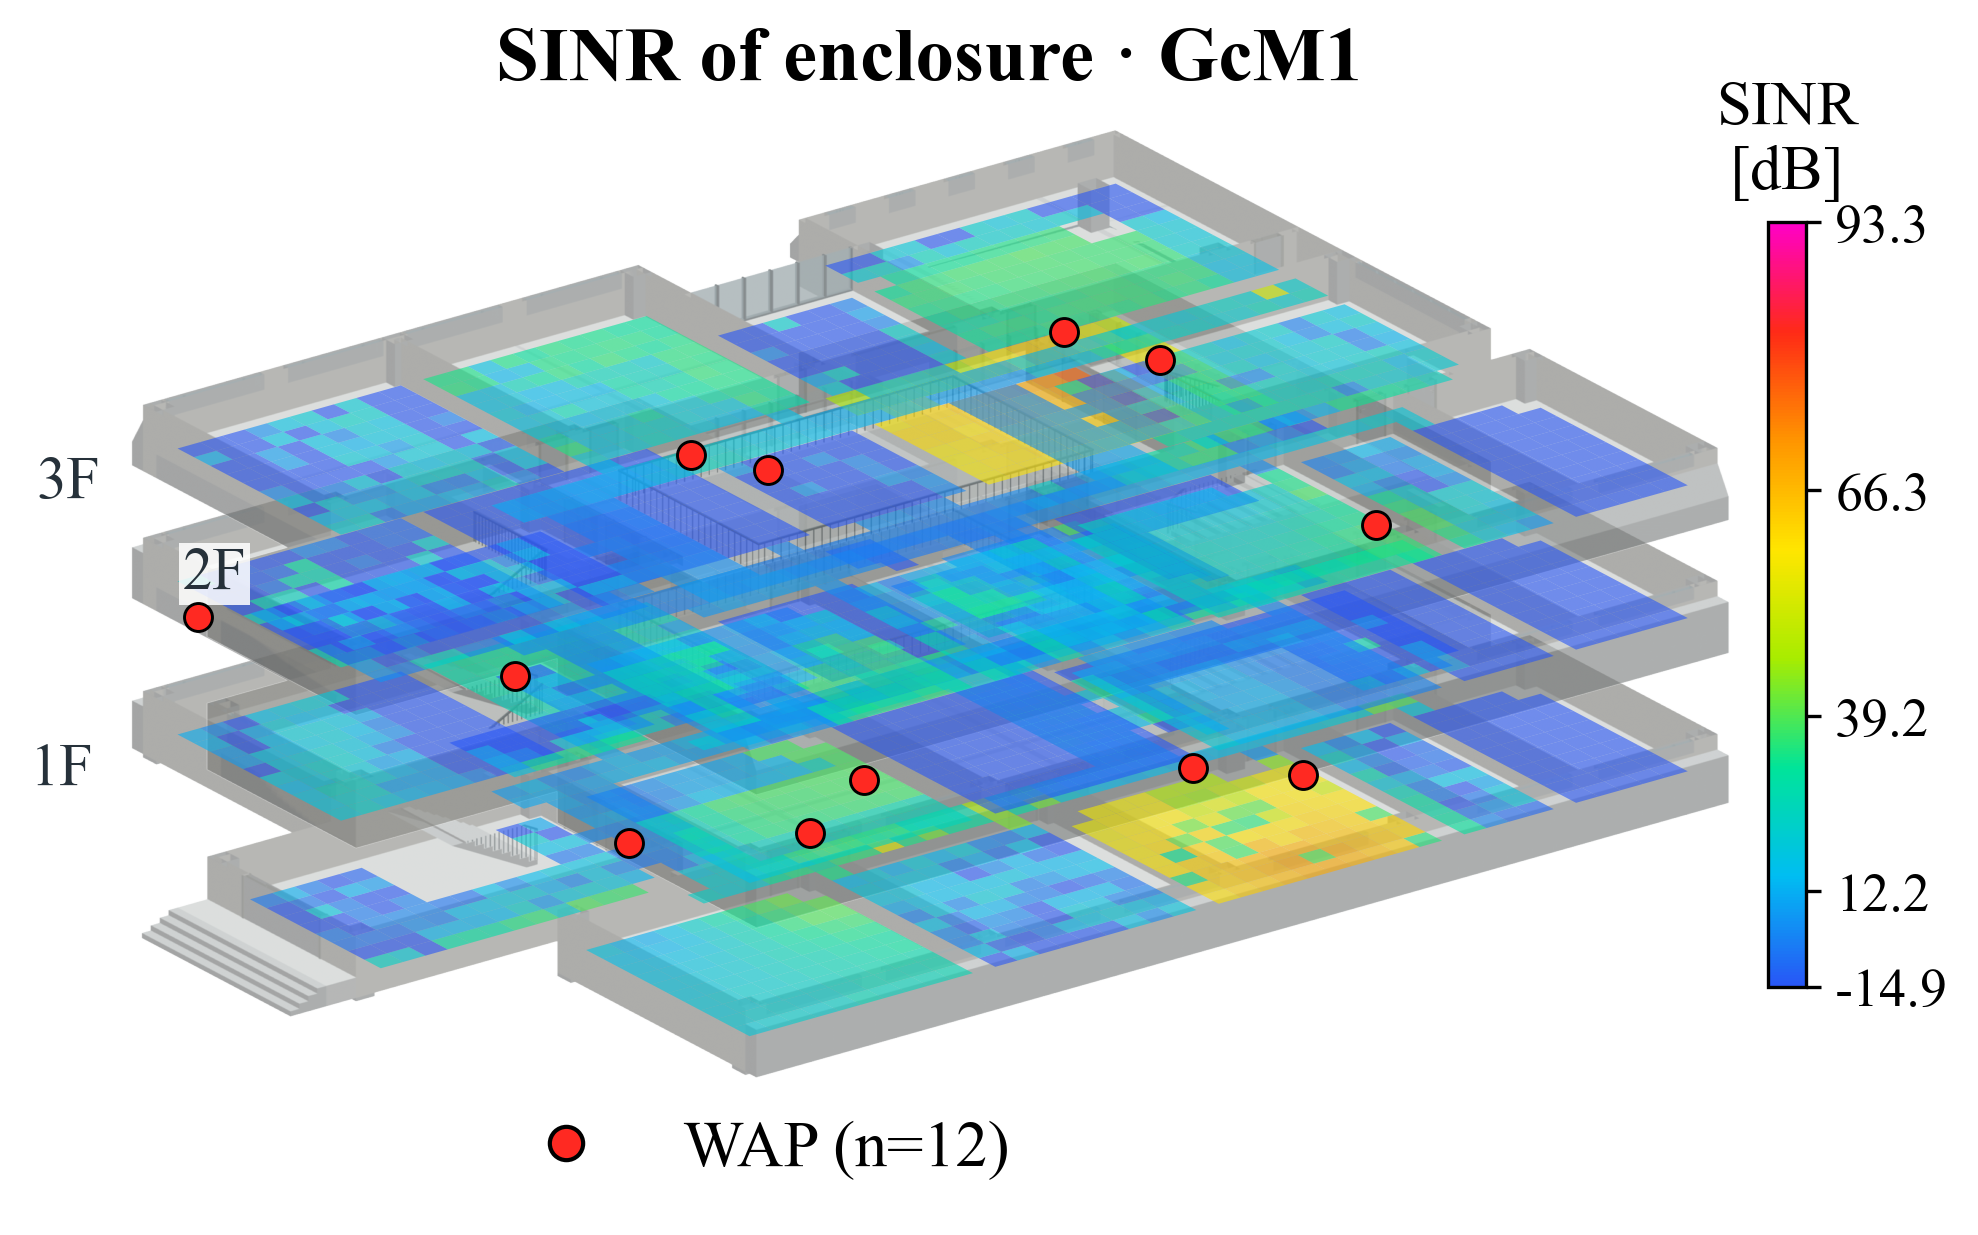 SINR of enclosure · GcM1
SINR
[dB]
93.3
66.3
39.2
12.2
-14.9
3F
2F
1F
WAP (n=12)